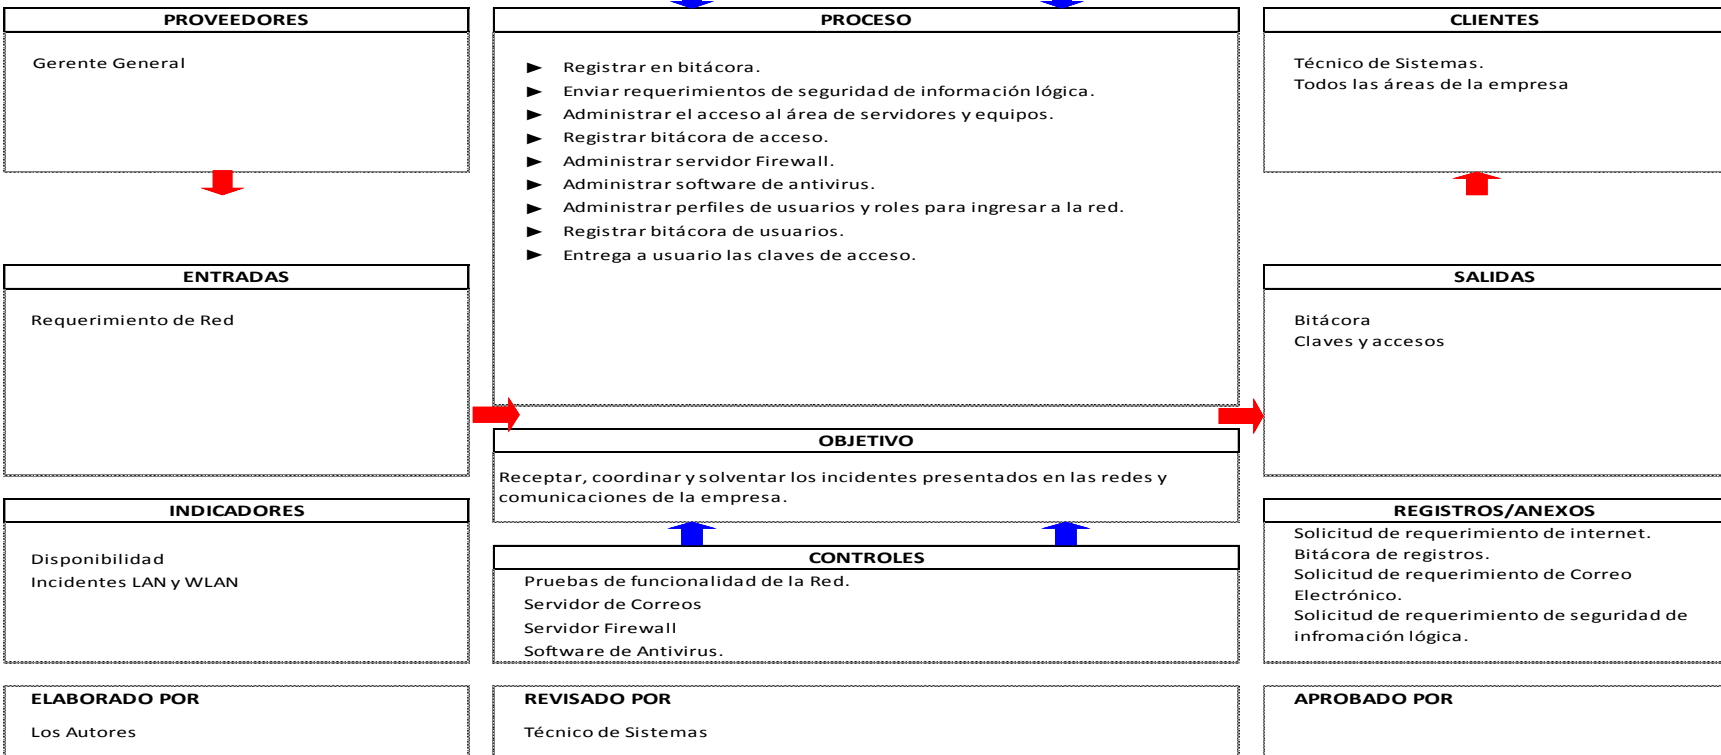 PROVEEDORES
Gerente General
PROCESO
► Registrar en bitácora.
► Enviar requerimientos de seguridad de información lógica.
► Administrar el acceso al área de servidores y equipos.
► Registrar bitácora de acceso.
► Administrar servidor Firewall.
► Administrar software de antivirus.
► Administrar perfiles de usuarios y roles para ingresar a la red.
► Registrar bitácora de usuarios.
► Entrega a usuario las claves de acceso.
CLIENTES
Técnico de Sistemas.
Todos las áreas de la empresa
ENTRADAS
Requerimiento de Red
SALIDAS
Bitácora
Claves y accesos
OBJETIVO
Receptar, coordinar y solventar los incidentes presentados en las redes y
comunicaciones de la empresa.
INDICADORES
Disponibilidad
Incidentes LAN y WLAN
CONTROLES
Pruebas de funcionalidad de la Red.
Servidor de Correos
Servidor Firewall
Software de Antivirus.
REGISTROS/ANEXOS
Solicitud de requerimiento de internet.
Bitácora de registros.
Solicitud de requerimiento de Correo
Electrónico.
Solicitud de requerimiento de seguridad de
infromación lógica.
ELABORADO POR
Los Autores
REVISADO POR
Técnico de Sistemas
APROBADO POR